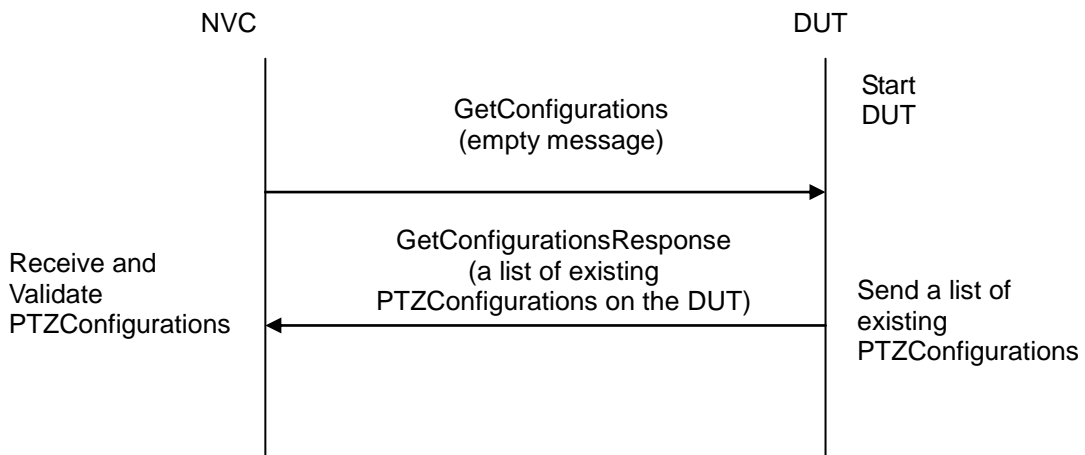 NVC
DUT
Start
DUT
GetConfigurations
(empty message)
GetConfigurationsResponse
(a list of existing
PTZConfigurations on the DUT)
Receive and
Validate
PTZConfigurations
Send a list of
existing
PTZConfigurations